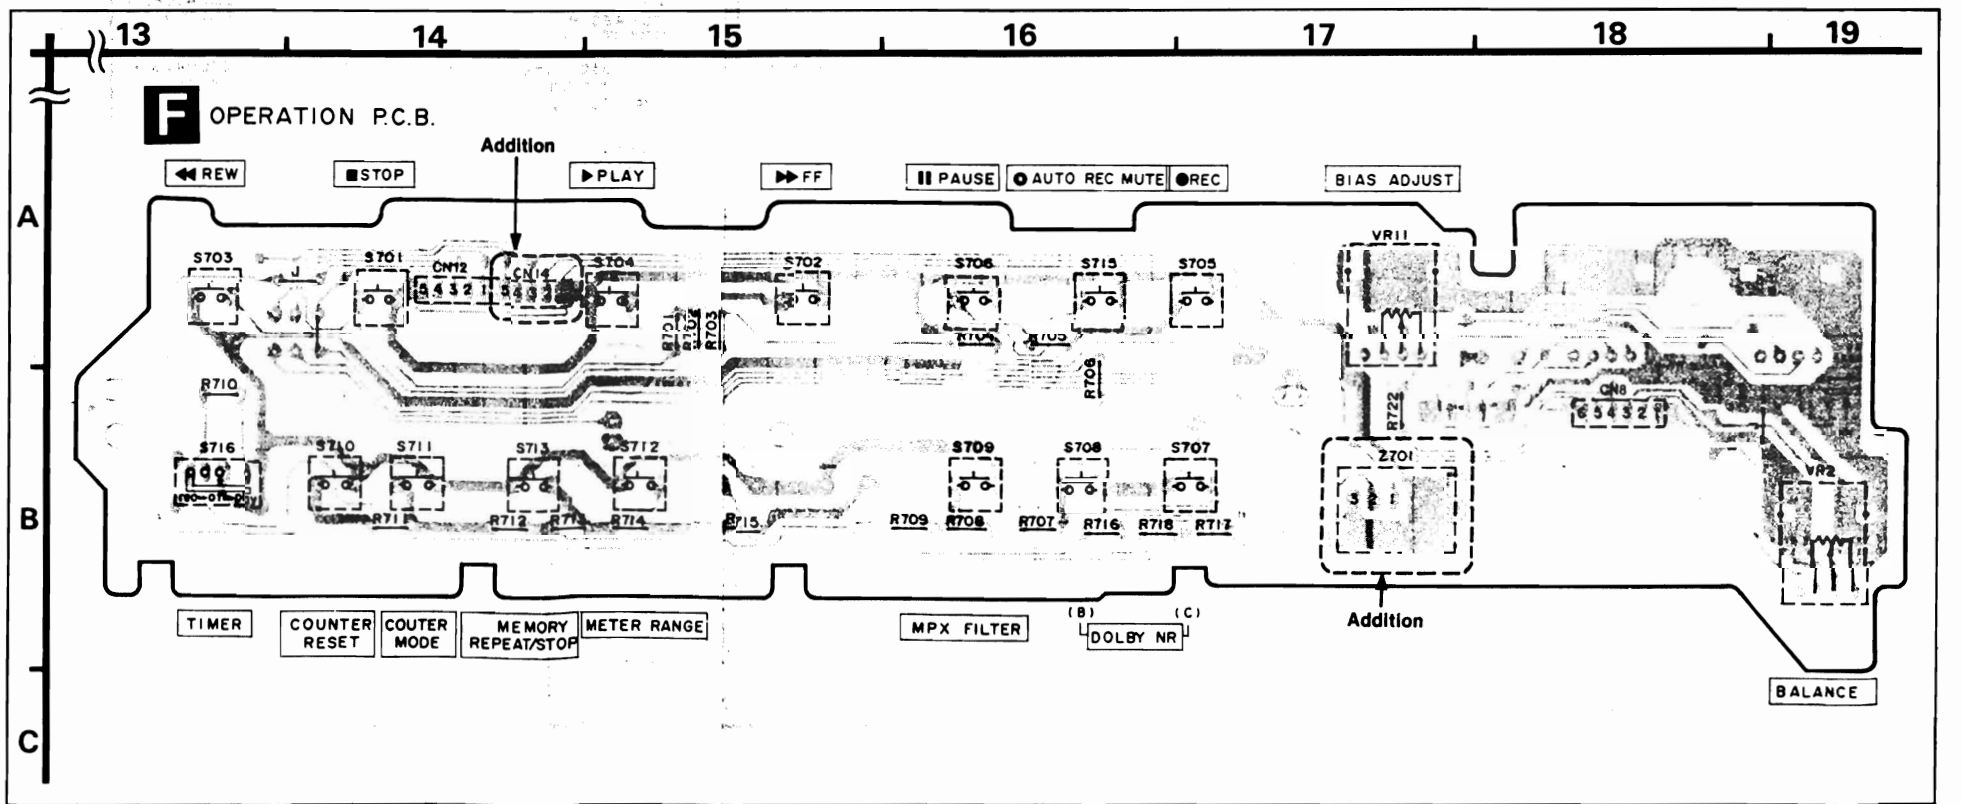 13 14 15 16 17 18 19
F OPERATION P.C.B.
Addition
◀◀ REW ■STOP ▶PLAY ▶▶FF ❚❚ PAUSE AUTO REC MUTE ●REC BIAS ADJUST
A
VR11
S703 J S701 CN12 CN14 S704 S702 S706 S715 S705
5 4 3 2 1
R701 R702 R703 R704 R705
R706
R710 R722 CN8
6 5 4 3 2 1
S716 S710 S711 S713 S712 S709 S708 S707 Z701 VR2
B
R711 R712 R713 R714 R715 R709 R708 R707 R716 R718 R717
(B) (C)
Addition
TIMER COUNTER RESET COUTER MODE MEMORY REPEAT/STOP METER RANGE MPX FILTER DOLBY NR
BALANCE
C